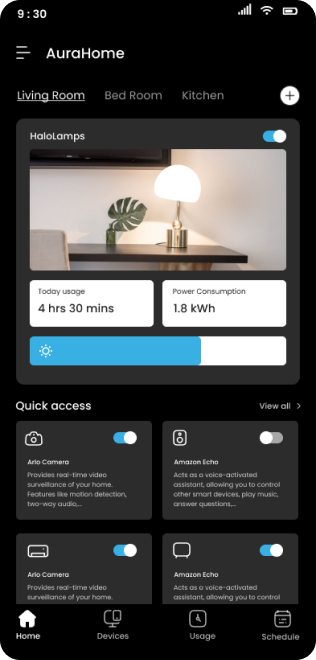 9 : 30
AuraHome
Living Room Bed Room Kitchen
HaloLamps
Today usage
4 hrs 30 mins
Power Consumption
1.8 kWh
Quick access
View all
Arlo Camera
Provides real-time video
surveillance of your home.
Features like motion detection,
two-way audio,...
Amazon Echo
Acts as a voice-activated
assistant, allowing you to control
other smart devices, play music,
answer questions,...
Arlo Camera
Provides real-time video
surveillance of your home.
Amazon Echo
Acts as a voice-activated
assistant, allowing you to control
Home Devices Usage Schedule